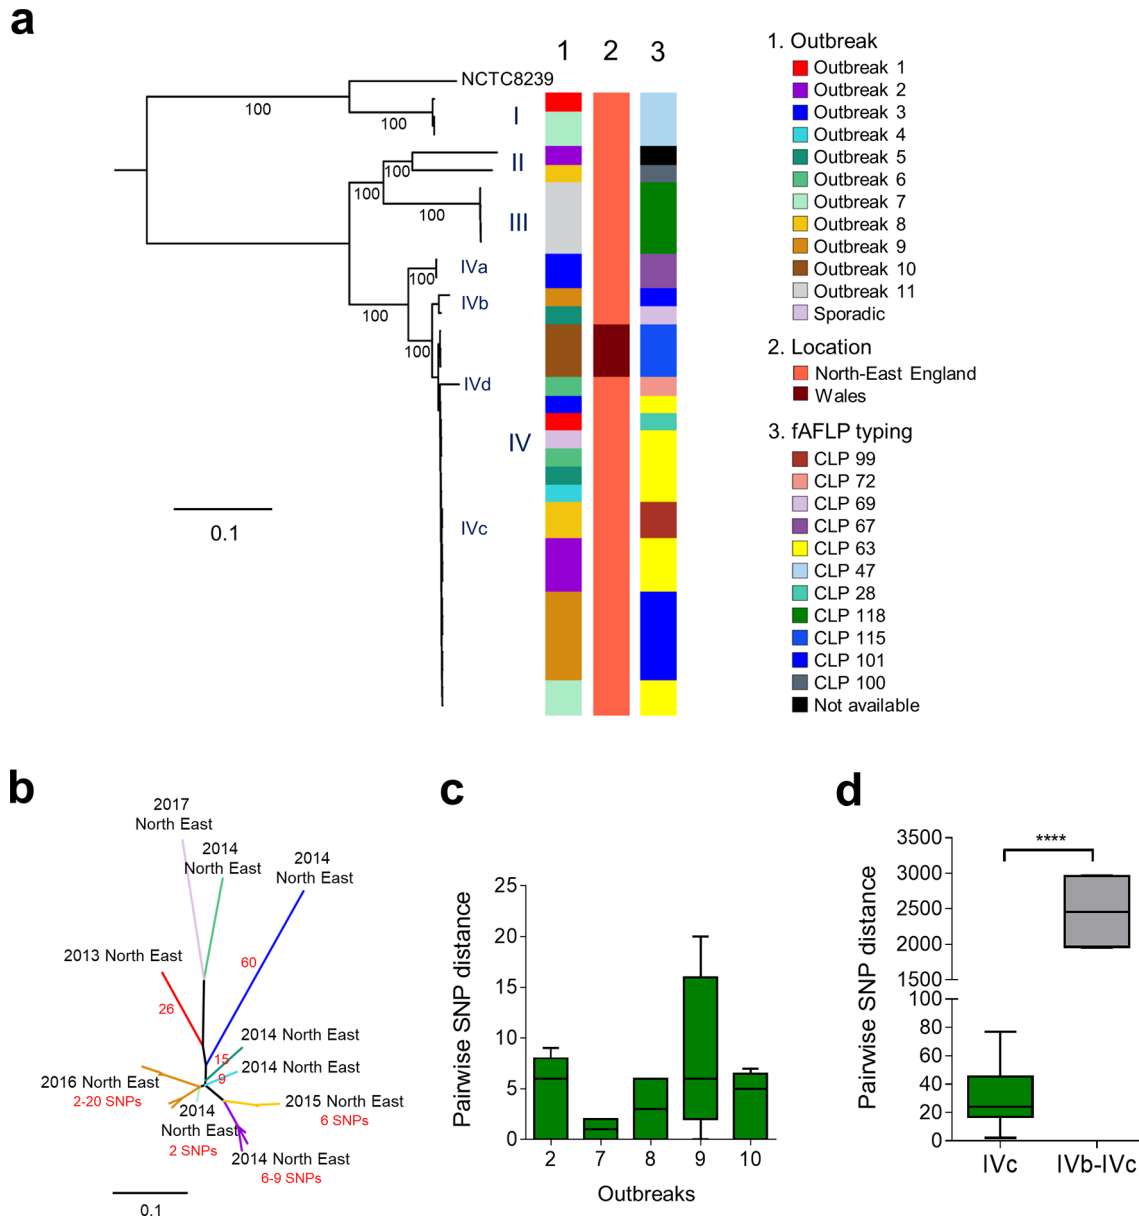 a
1 2 3
NCTC8239
100
100
I
100
II
100
III
IVa
100
IVb
100
100
IVd
IV
IVc
0.1
1. Outbreak
Outbreak 1
Outbreak 2
Outbreak 3
Outbreak 4
Outbreak 5
Outbreak 6
Outbreak 7
Outbreak 8
Outbreak 9
Outbreak 10
Outbreak 11
Sporadic
2. Location
North-East England
Wales
3. fAFLP typing
CLP 99
CLP 72
CLP 69
CLP 67
CLP 63
CLP 47
CLP 28
CLP 118
CLP 115
CLP 101
CLP 100
Not available
b
2017
North East
2014
North East
2014
North East
2013 North East
60
26
2014 North East
15
2014 North East
9
2016 North East
2-20 SNPs
2014
North East
2 SNPs
2015 North East
6 SNPs
2014 North East
6-9 SNPs
0.1
c
Pairwise SNP distance
25
20
15
10
5
0
2 7 8 9 10
Outbreaks
d
Pairwise SNP distance
3500
3000
2500
2000
1500
100
80
60
40
20
0
****
IVc IVb-IVc